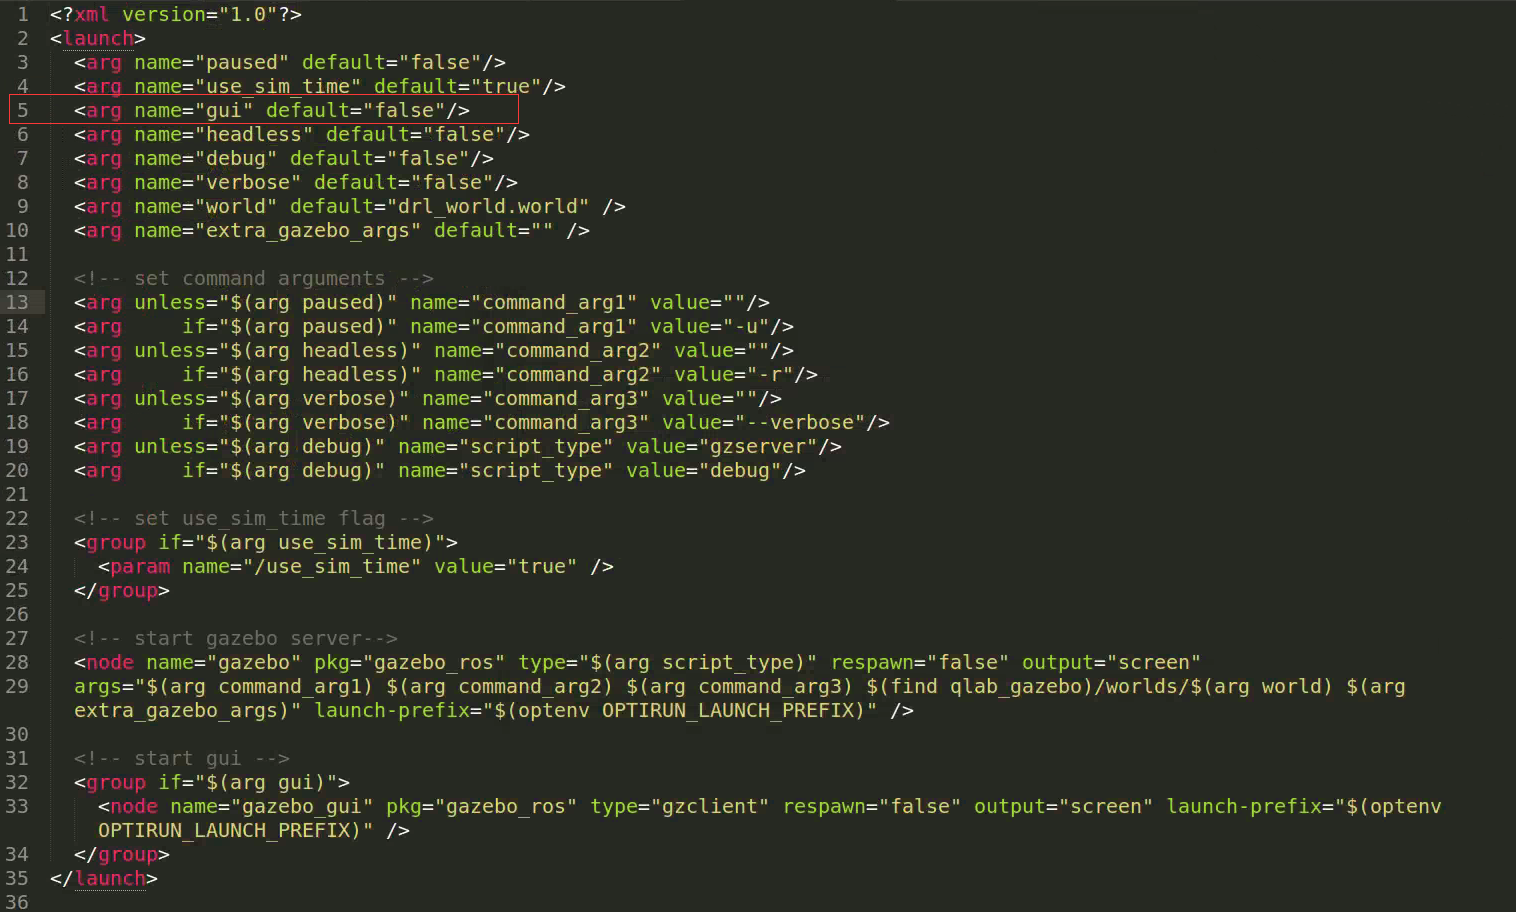 1 <?xml version="1.0"?>
2 <launch>
3 <arg name="paused" default="false"/>
4 <arg name="use_sim_time" default="true"/>
5 <arg name="gui" default="false"/>
6 <arg name="headless" default="false"/>
7 <arg name="debug" default="false"/>
8 <arg name="verbose" default="false"/>
9 <arg name="world" default="drl_world.world" />
10 <arg name="extra_gazebo_args" default="" />
11
12 <!-- set command arguments -->
13 <arg unless="$(arg paused)" name="command_arg1" value=""/>
14 <arg     if="$(arg paused)" name="command_arg1" value="-u"/>
15 <arg unless="$(arg headless)" name="command_arg2" value=""/>
16 <arg     if="$(arg headless)" name="command_arg2" value="-r"/>
17 <arg unless="$(arg verbose)" name="command_arg3" value=""/>
18 <arg     if="$(arg verbose)" name="command_arg3" value="--verbose"/>
19 <arg unless="$(arg debug)" name="script_type" value="gzserver"/>
20 <arg     if="$(arg debug)" name="script_type" value="debug"/>
21
22 <!-- set use_sim_time flag -->
23 <group if="$(arg use_sim_time)">
24 <param name="/use_sim_time" value="true" />
25 </group>
26
27 <!-- start gazebo server-->
28 <node name="gazebo" pkg="gazebo_ros" type="$(arg script_type)" respawn="false" output="screen"
29 args="$(arg command_arg1) $(arg command_arg2) $(arg command_arg3) $(find qlab_gazebo)/worlds/$(arg world) $(arg
extra_gazebo_args)" launch-prefix="$(optenv OPTIRUN_LAUNCH_PREFIX)" />
30
31 <!-- start gui -->
32 <group if="$(arg gui)">
33 <node name="gazebo_gui" pkg="gazebo_ros" type="gzclient" respawn="false" output="screen" launch-prefix="$(optenv
OPTIRUN_LAUNCH_PREFIX)" />
34 </group>
35 </launch>
36